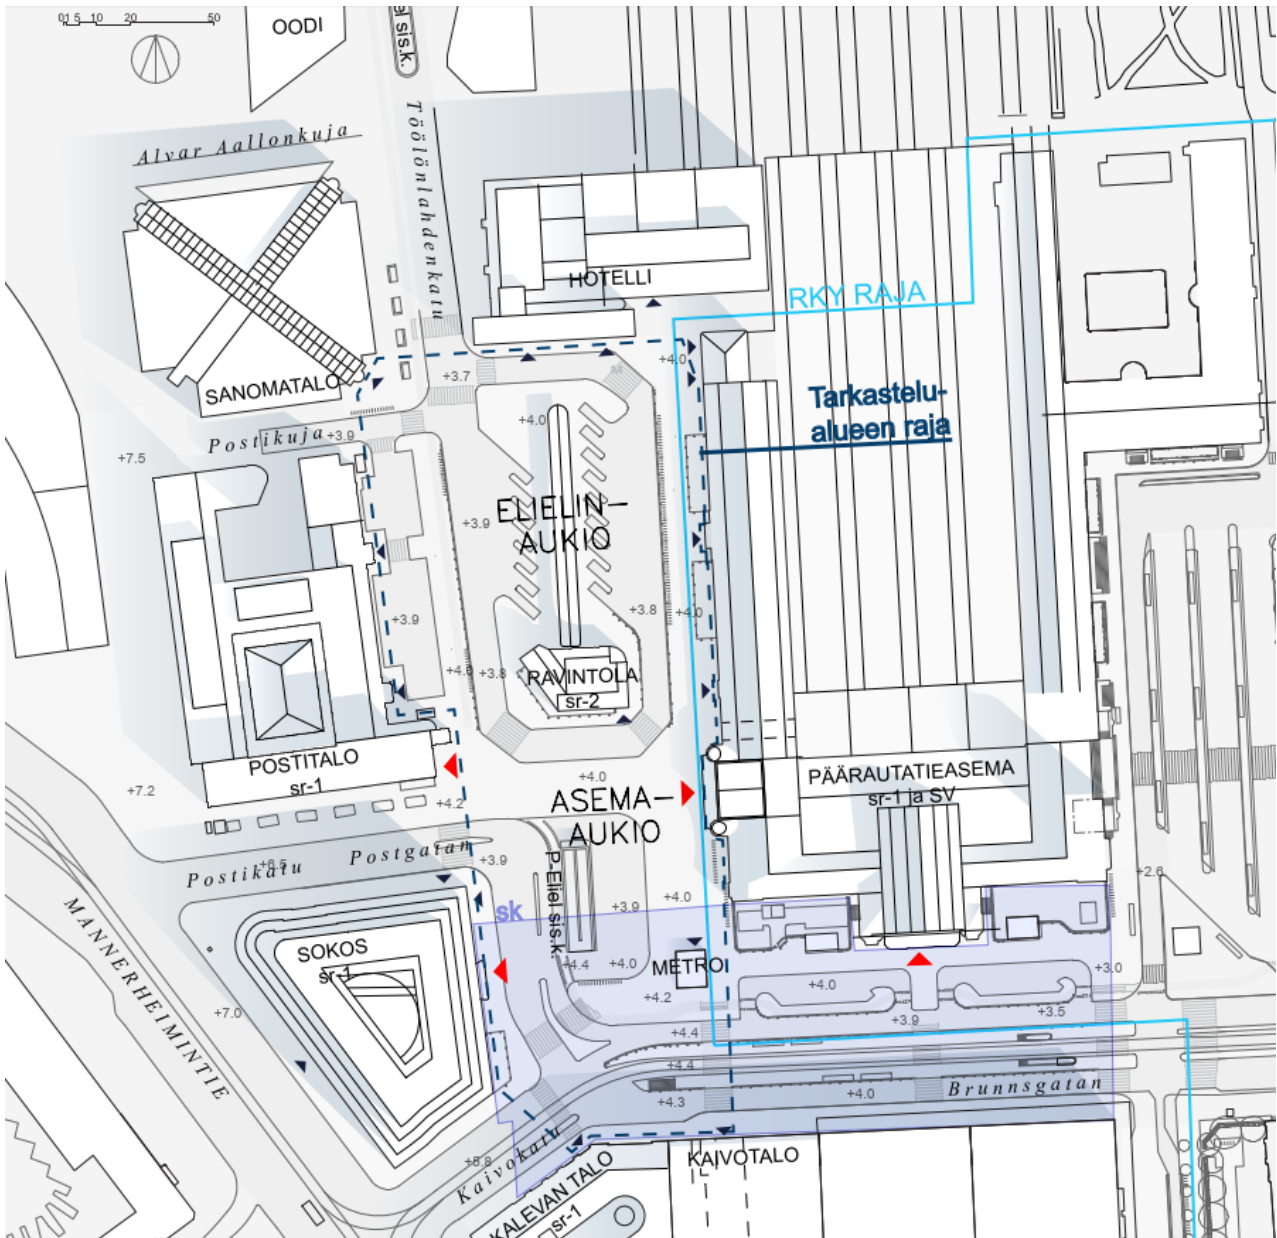 0 1 5 10 20 50
OODI
el sis.k.
Alvar Aallonkuja
Töölönlahdenkatu
HOTELLI
RKY RAJA
SANOMATALO
+3.7
+4.0
Tarkastelu-
alueen raja
Postikuja
+3.9
+4.0
+7.5
ELIELIN-
AUKIO
+3.9
+3.9
+3.8
+4.0
+4.0
+3.8
RAVINTOLA
sr-2
POSTITALO
sr-1
+7.2
+4.2
+4.0
ASEMA-
AUKIO
PÄÄRAUTATIEASEMA
sr-1 ja SV
Postikatu
+6.5
Postgatan
+3.9
P-Eliel sis.k.
+4.0
+3.9
+2.6
sk
MANNERHEIMINTIE
SOKOS
sr-1
+4.4
+4.0
METRO
+4.2
+4.0
+3.0
+7.0
+4.4
+3.9
+3.5
+4.4
+4.3
+4.0
Brunnsgatan
+5.8
Kaivokatu
KALEVAN TALO
sr-1
KAIVOTALO